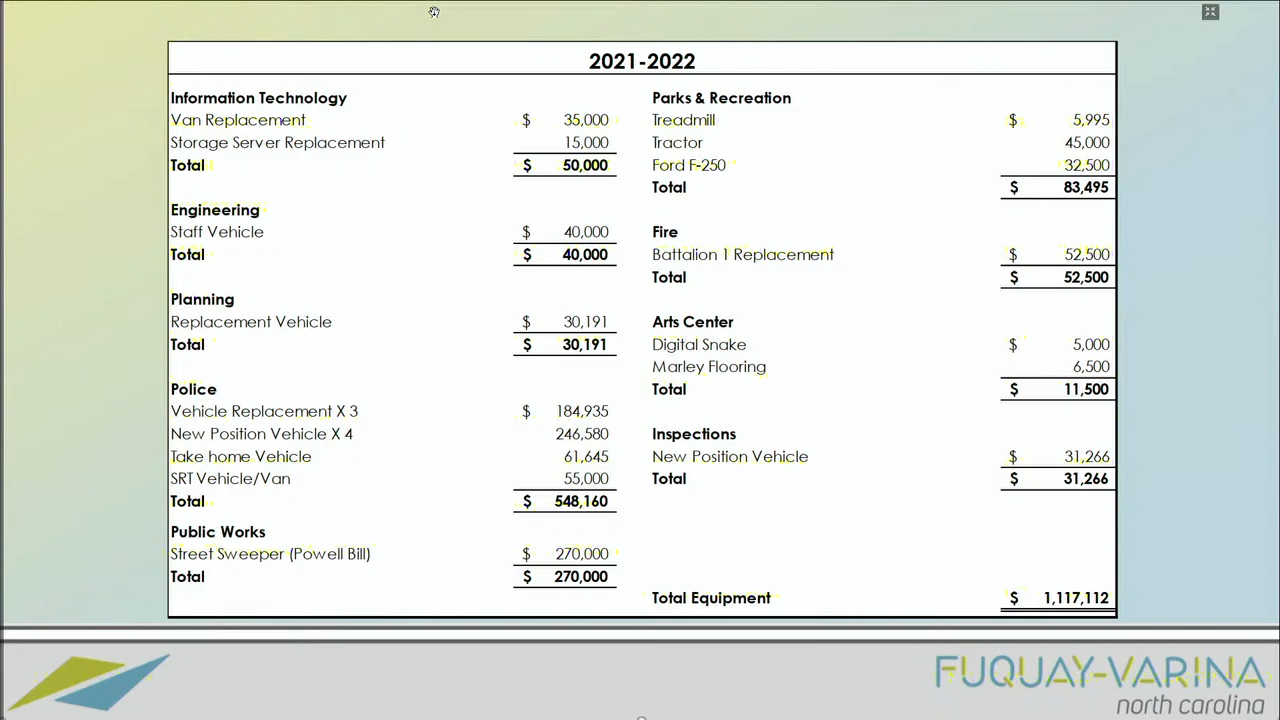 2021-2022
Information Technology
Van Replacement $ 35,000
Storage Server Replacement 15,000
Total $ 50,000
Engineering
Staff Vehicle $ 40,000
Total $ 40,000
Planning
Replacement Vehicle $ 30,191
Total $ 30,191
Police
Vehicle Replacement X 3 $ 184,935
New Position Vehicle X 4 246,580
Take home Vehicle 61,645
SRT Vehicle/Van 55,000
Total $ 548,160
Public Works
Street Sweeper (Powell Bill) $ 270,000
Total $ 270,000
Parks & Recreation
Treadmill $ 5,995
Tractor 45,000
Ford F-250 32,500
Total $ 83,495
Fire
Battalion 1 Replacement $ 52,500
Total $ 52,500
Arts Center
Digital Snake $ 5,000
Marley Flooring 6,500
Total $ 11,500
Inspections
New Position Vehicle $ 31,266
Total $ 31,266
Total Equipment $ 1,117,112
FUQUAY-VARINA
north carolina